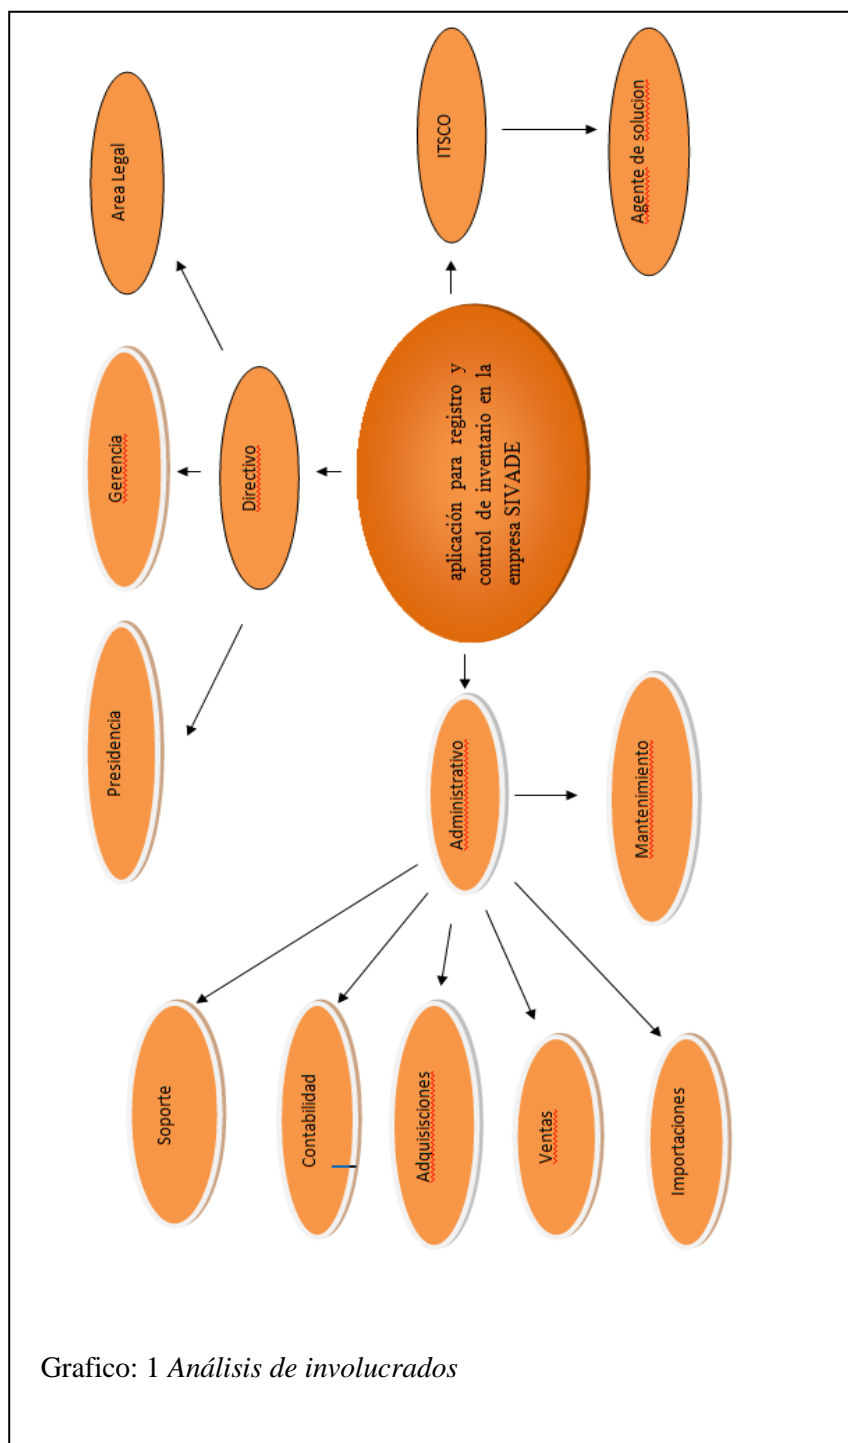 Area Legal
ITSCO
Agente de solucion
Gerencia
Directivo
aplicación para registro y
control de inventario en la
empresa SIVADE
Presidencia
Administrativo
Mantenimiento
Soporte
Contabilidad
Adquisisciones
Ventas
Importaciones
Grafico: 1 Análisis de involucrados